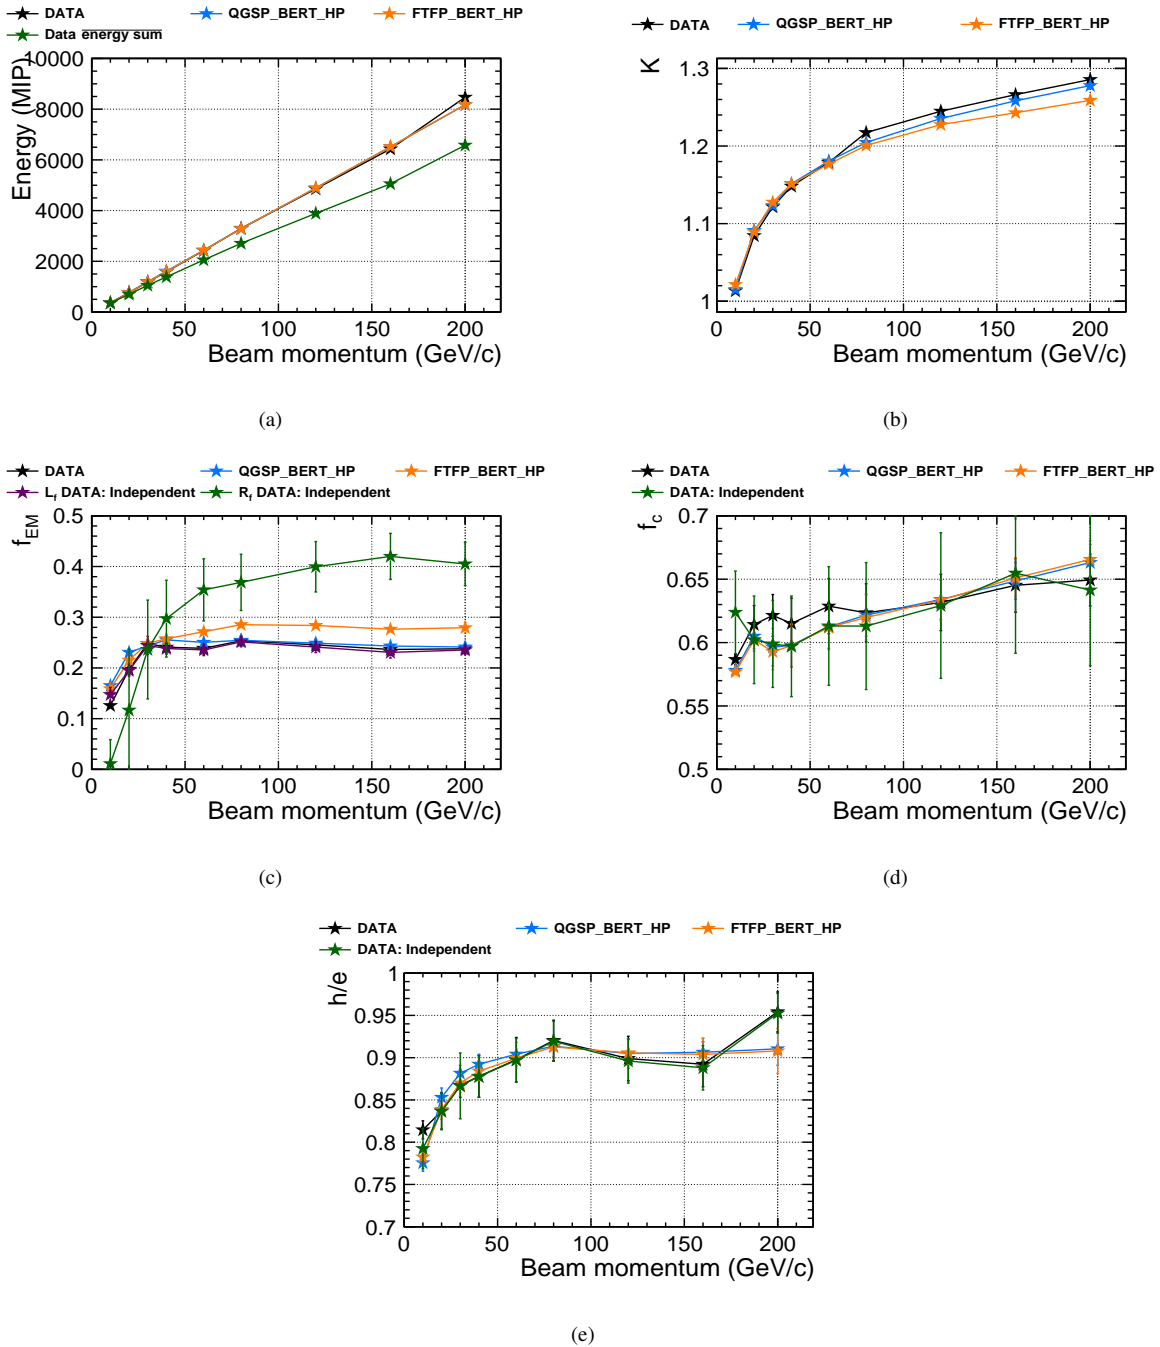 DATA QGSP_BERT_HP FTFP_BERT_HP
Data energy sum
Energy (MIP)
10000
8000
6000
4000
2000
0
0 50 100 150 200
Beam momentum (GeV/c)
(a)
DATA QGSP_BERT_HP FTFP_BERT_HP
K
1.3
1.2
1.1
1
0 50 100 150 200
Beam momentum (GeV/c)
(b)
DATA QGSP_BERT_HP FTFP_BERT_HP
Lf DATA: Independent Rf DATA: Independent
fEM
0.5
0.4
0.3
0.2
0.1
0
0 50 100 150 200
Beam momentum (GeV/c)
(c)
DATA QGSP_BERT_HP FTFP_BERT_HP
DATA: Independent
fc
0.7
0.65
0.6
0.55
0.5
0 50 100 150 200
Beam momentum (GeV/c)
(d)
DATA QGSP_BERT_HP FTFP_BERT_HP
DATA: Independent
h/e
1
0.95
0.9
0.85
0.8
0.75
0.7
0 50 100 150 200
Beam momentum (GeV/c)
(e)